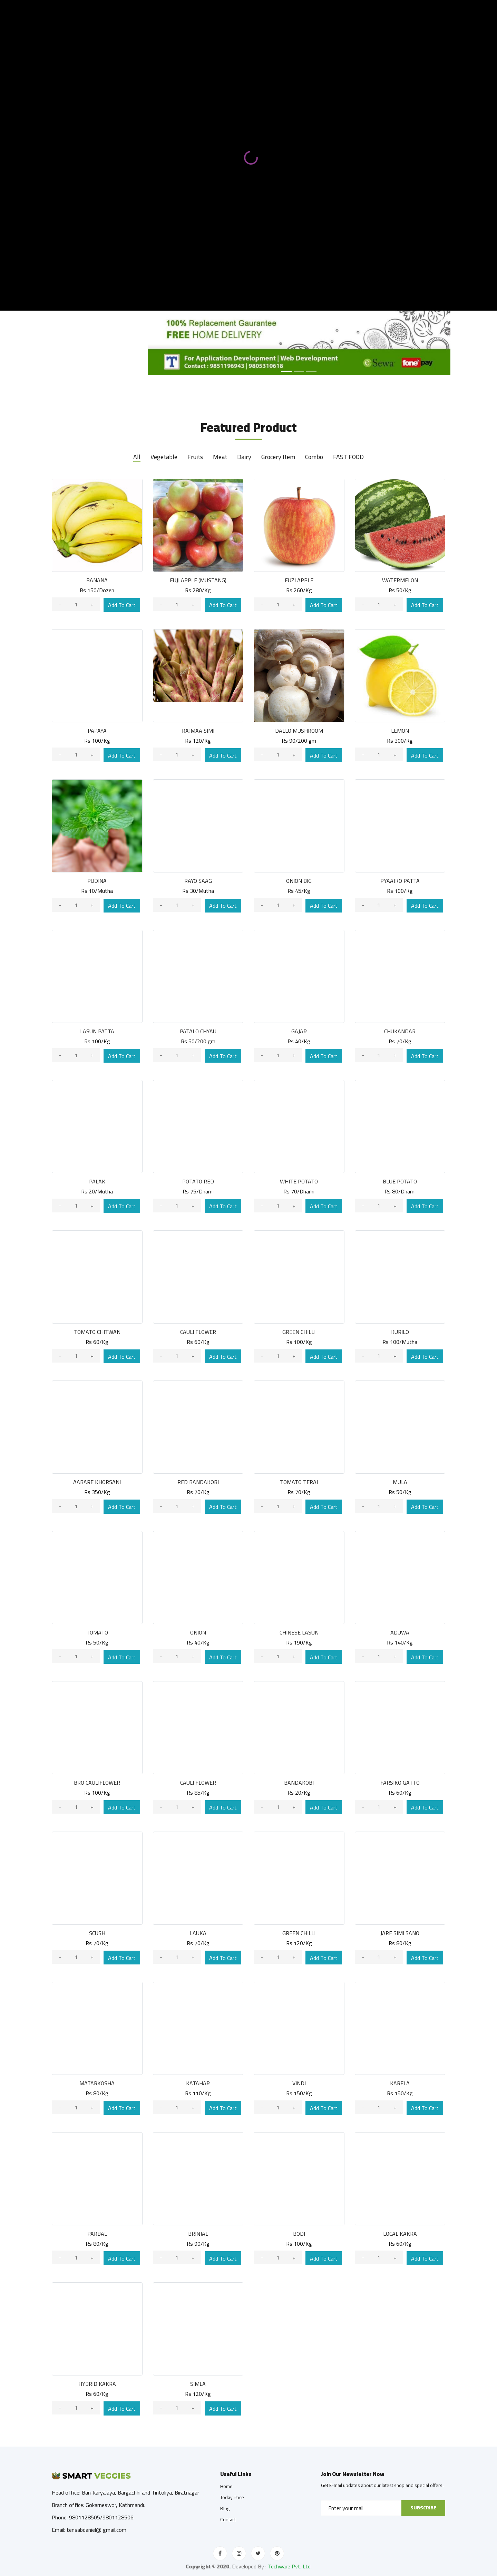 100% Replacement Gaurantee
FREE HOME DELIVERY
T For Application Development | Web Development
Contact : 9851196943 | 9805310618
eSewa fonepay
Featured Product
All Vegetable Fruits Meat Dairy Grocery Item Combo FAST FOOD
BANANA FUJI APPLE (MUSTANG) FUZI APPLE WATERMELON
Rs 150/Dozen Rs 280/Kg Rs 260/Kg Rs 50/Kg
- 1 + Add To Cart - 1 + Add To Cart - 1 + Add To Cart - 1 + Add To Cart
PAPAYA RAJMAA SIMI DALLO MUSHROOM LEMON
Rs 100/Kg Rs 120/Kg Rs 90/200 gm Rs 300/Kg
- 1 + Add To Cart - 1 + Add To Cart - 1 + Add To Cart - 1 + Add To Cart
PUDINA RAYO SAAG ONION BIG PYAAJKO PATTA
Rs 10/Mutha Rs 30/Mutha Rs 45/Kg Rs 100/Kg
- 1 + Add To Cart - 1 + Add To Cart - 1 + Add To Cart - 1 + Add To Cart
LASUN PATTA PATALO CHYAU GAJAR CHUKANDAR
Rs 100/Kg Rs 50/200 gm Rs 40/Kg Rs 70/Kg
- 1 + Add To Cart - 1 + Add To Cart - 1 + Add To Cart - 1 + Add To Cart
PALAK POTATO RED WHITE POTATO BLUE POTATO
Rs 20/Mutha Rs 75/Dharni Rs 70/Dharni Rs 80/Dharni
- 1 + Add To Cart - 1 + Add To Cart - 1 + Add To Cart - 1 + Add To Cart
TOMATO CHITWAN CAULI FLOWER GREEN CHILLI KURILO
Rs 60/Kg Rs 60/Kg Rs 100/Kg Rs 100/Mutha
- 1 + Add To Cart - 1 + Add To Cart - 1 + Add To Cart - 1 + Add To Cart
AABARE KHORSANI RED BANDAKOBI TOMATO TERAI MULA
Rs 350/Kg Rs 70/Kg Rs 70/Kg Rs 50/Kg
- 1 + Add To Cart - 1 + Add To Cart - 1 + Add To Cart - 1 + Add To Cart
TOMATO ONION CHINESE LASUN ADUWA
Rs 50/Kg Rs 40/Kg Rs 190/Kg Rs 140/Kg
- 1 + Add To Cart - 1 + Add To Cart - 1 + Add To Cart - 1 + Add To Cart
BRO CAULIFLOWER CAULI FLOWER BANDAKOBI FARSIKO GATTO
Rs 100/Kg Rs 85/Kg Rs 20/Kg Rs 60/Kg
- 1 + Add To Cart - 1 + Add To Cart - 1 + Add To Cart - 1 + Add To Cart
SCUSH LAUKA GREEN CHILLI JARE SIMI SANO
Rs 70/Kg Rs 70/Kg Rs 120/Kg Rs 80/Kg
- 1 + Add To Cart - 1 + Add To Cart - 1 + Add To Cart - 1 + Add To Cart
MATARKOSHA KATAHAR VINDI KARELA
Rs 80/Kg Rs 110/Kg Rs 150/Kg Rs 150/Kg
- 1 + Add To Cart - 1 + Add To Cart - 1 + Add To Cart - 1 + Add To Cart
PARBAL BRINJAL BODI LOCAL KAKRA
Rs 80/Kg Rs 90/Kg Rs 100/Kg Rs 60/Kg
- 1 + Add To Cart - 1 + Add To Cart - 1 + Add To Cart - 1 + Add To Cart
HYBRID KAKRA SIMLA
Rs 60/Kg Rs 120/Kg
- 1 + Add To Cart - 1 + Add To Cart
SMART VEGGIES
Head office: Ban-karyalaya, Bargachhi and Tintoliya, Biratnagar
Branch office: Gokarneswor, Kathmandu
Phone: 9801128505/9801128506
Email: tensabdaniel@ gmail.com
Useful Links
Home
Today Price
Blog
Contact
Join Our Newsletter Now
Get E-mail updates about our latest shop and special offers.
Enter your mail SUBSCRIBE
Copyright © 2020. Developed By : Techware Pvt. Ltd.